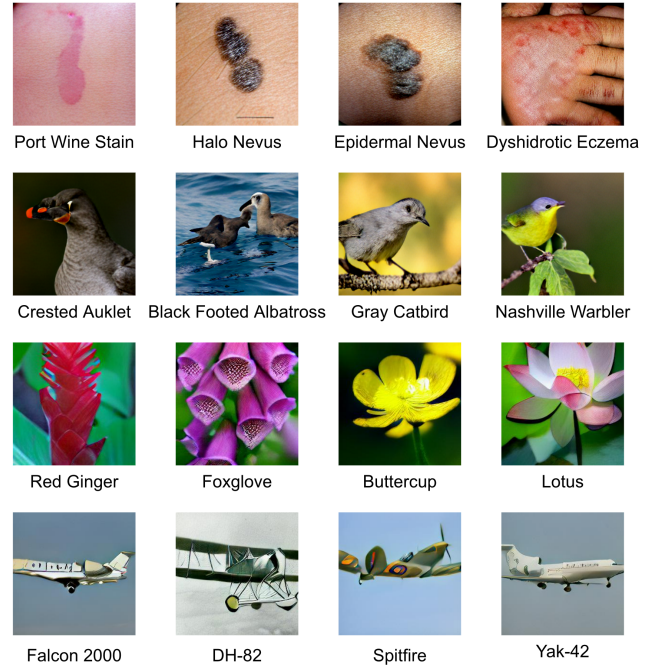 Port Wine Stain
Halo Nevus
Epidermal Nevus
Dyshidrotic Eczema
Crested Auklet
Black Footed Albatross
Gray Catbird
Nashville Warbler
Red Ginger
Foxglove
Buttercup
Lotus
Falcon 2000
DH-82
Spitfire
Yak-42